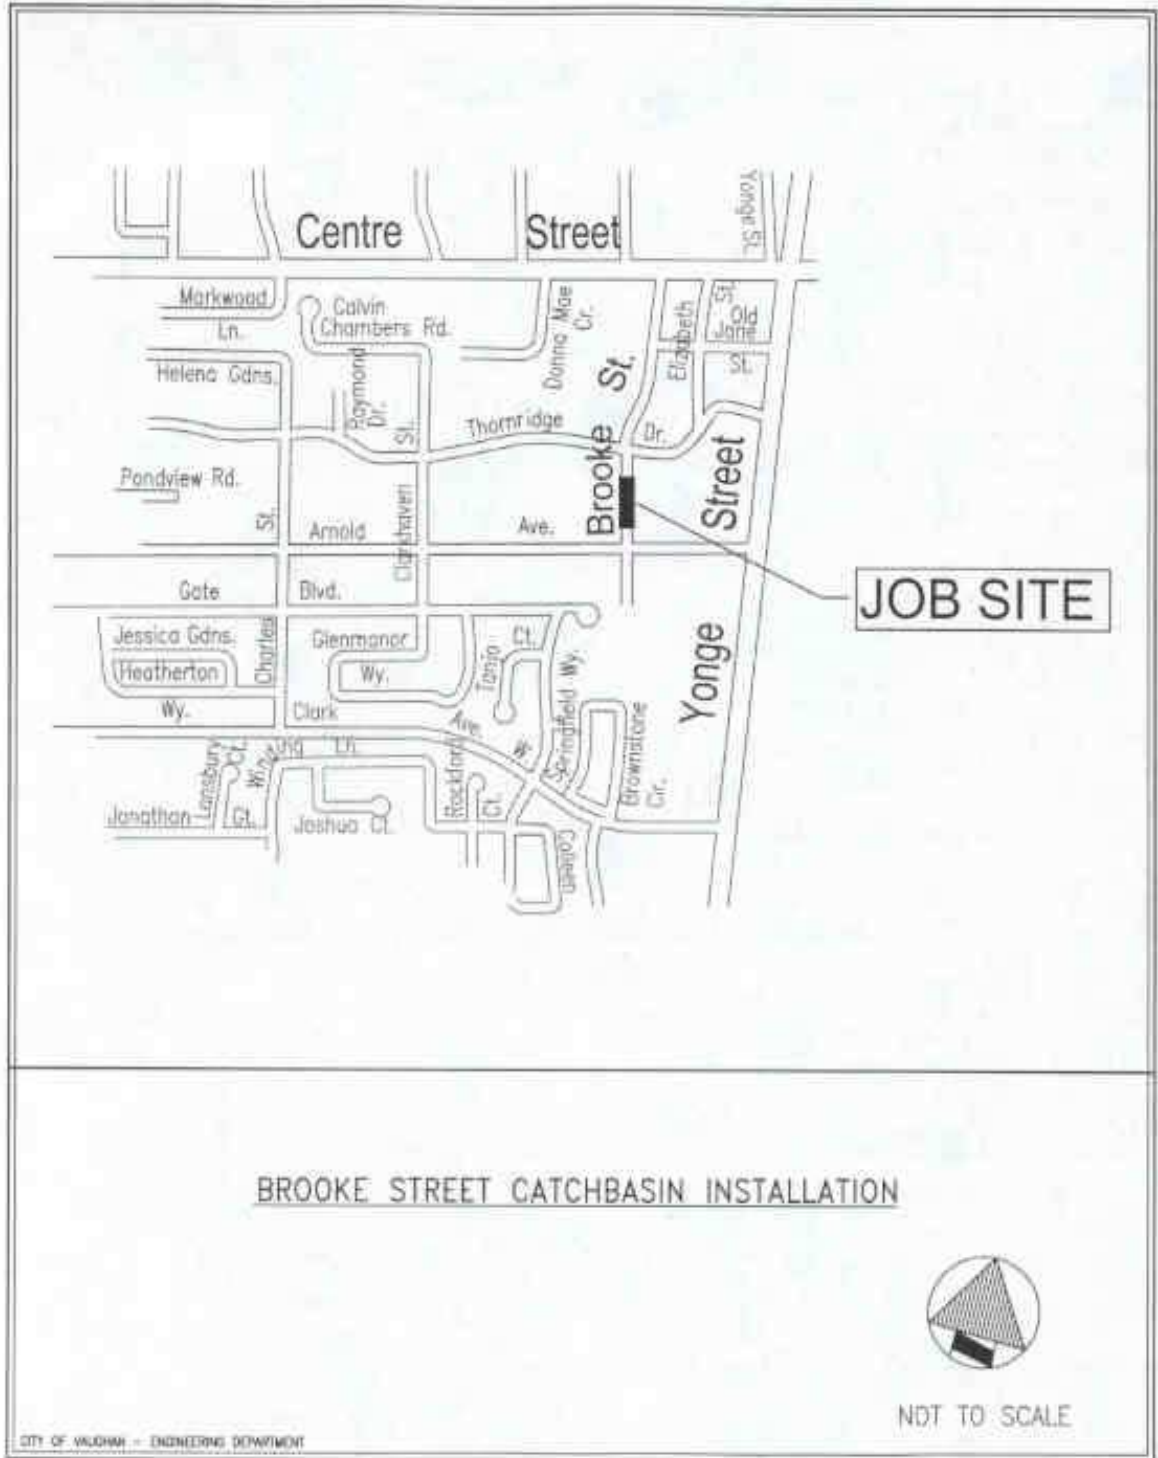 Centre Street
Yonge St.
Markwood
Ln.
Calvin
Chambers Rd.
Donna Mae
Cr.
Elizabeth
St.
Old
Jane
St.
Helena Gdns.
Raymond
Dr.
Thornridge
Dr.
Brooke St.
Pondview Rd.
St.
Clarkhaven
St.
Arnold Ave.
Yonge Street
JOB SITE
Gate Blvd.
Jessica Gdns.
Heatherton
Wy.
Charles
Glenmanor
Wy.
Tanjo
Ct.
Springfield Wy.
Brownstone
Cir.
Clark Ave. W.
Lansbury
Ct.
Winding Ln
Rockford
Ct.
Jonathan Gt.
Joshua Ct.
Colleen
BROOKE STREET CATCHBASIN INSTALLATION
NOT TO SCALE
CITY OF VAUGHAN - ENGINEERING DEPARTMENT